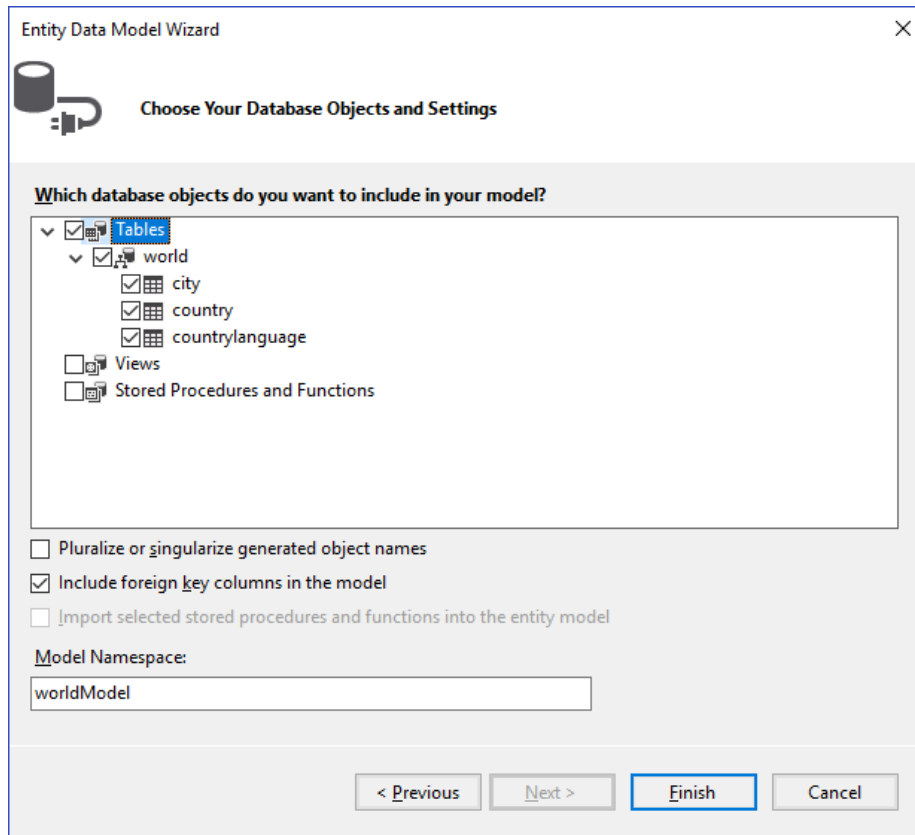 Entity Data Model Wizard
Choose Your Database Objects and Settings
Which database objects do you want to include in your model?
Tables
world
city
country
countrylanguage
Views
Stored Procedures and Functions
Pluralize or singularize generated object names
Include foreign key columns in the model
Import selected stored procedures and functions into the entity model
Model Namespace:
worldModel
< Previous
Next >
Finish
Cancel